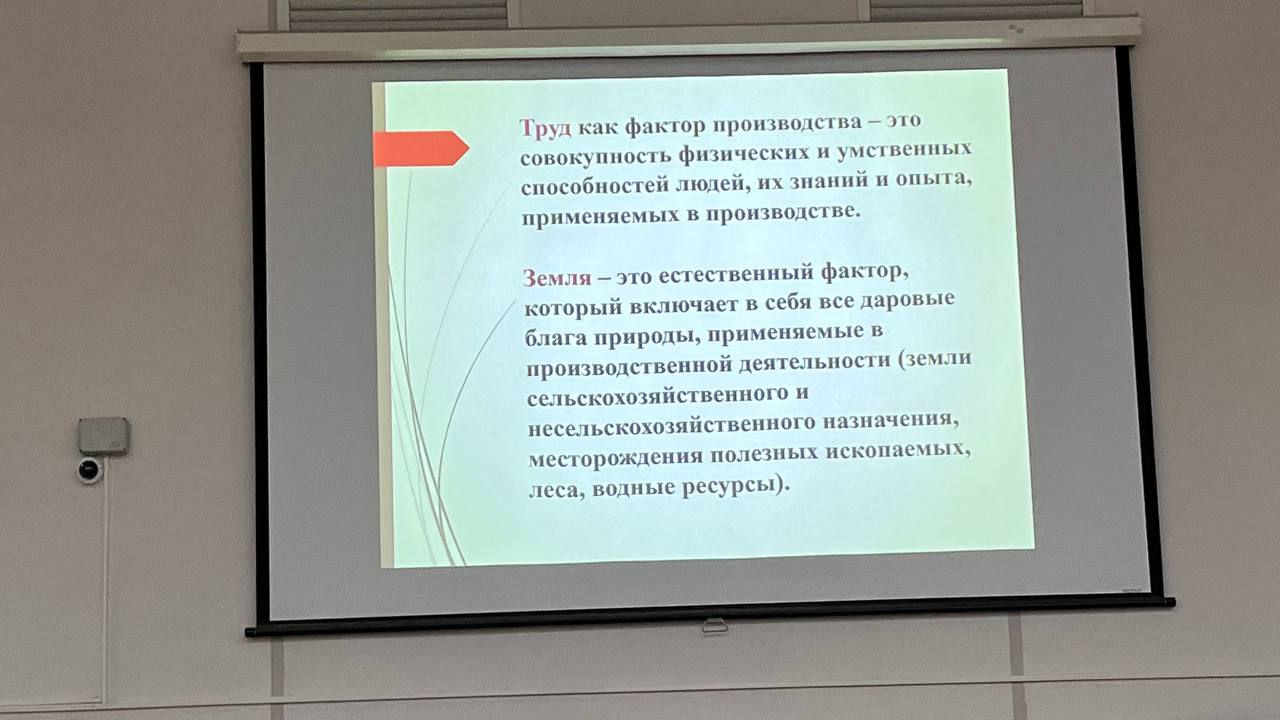 Труд как фактор производства – это
совокупность физических и умственных
способностей людей, их знаний и опыта,
применяемых в производстве.
Земля – это естественный фактор,
который включает в себя все даровые
блага природы, применяемые в
производственной деятельности (земли
сельскохозяйственного и
несельскохозяйственного назначения,
месторождения полезных ископаемых,
леса, водные ресурсы).